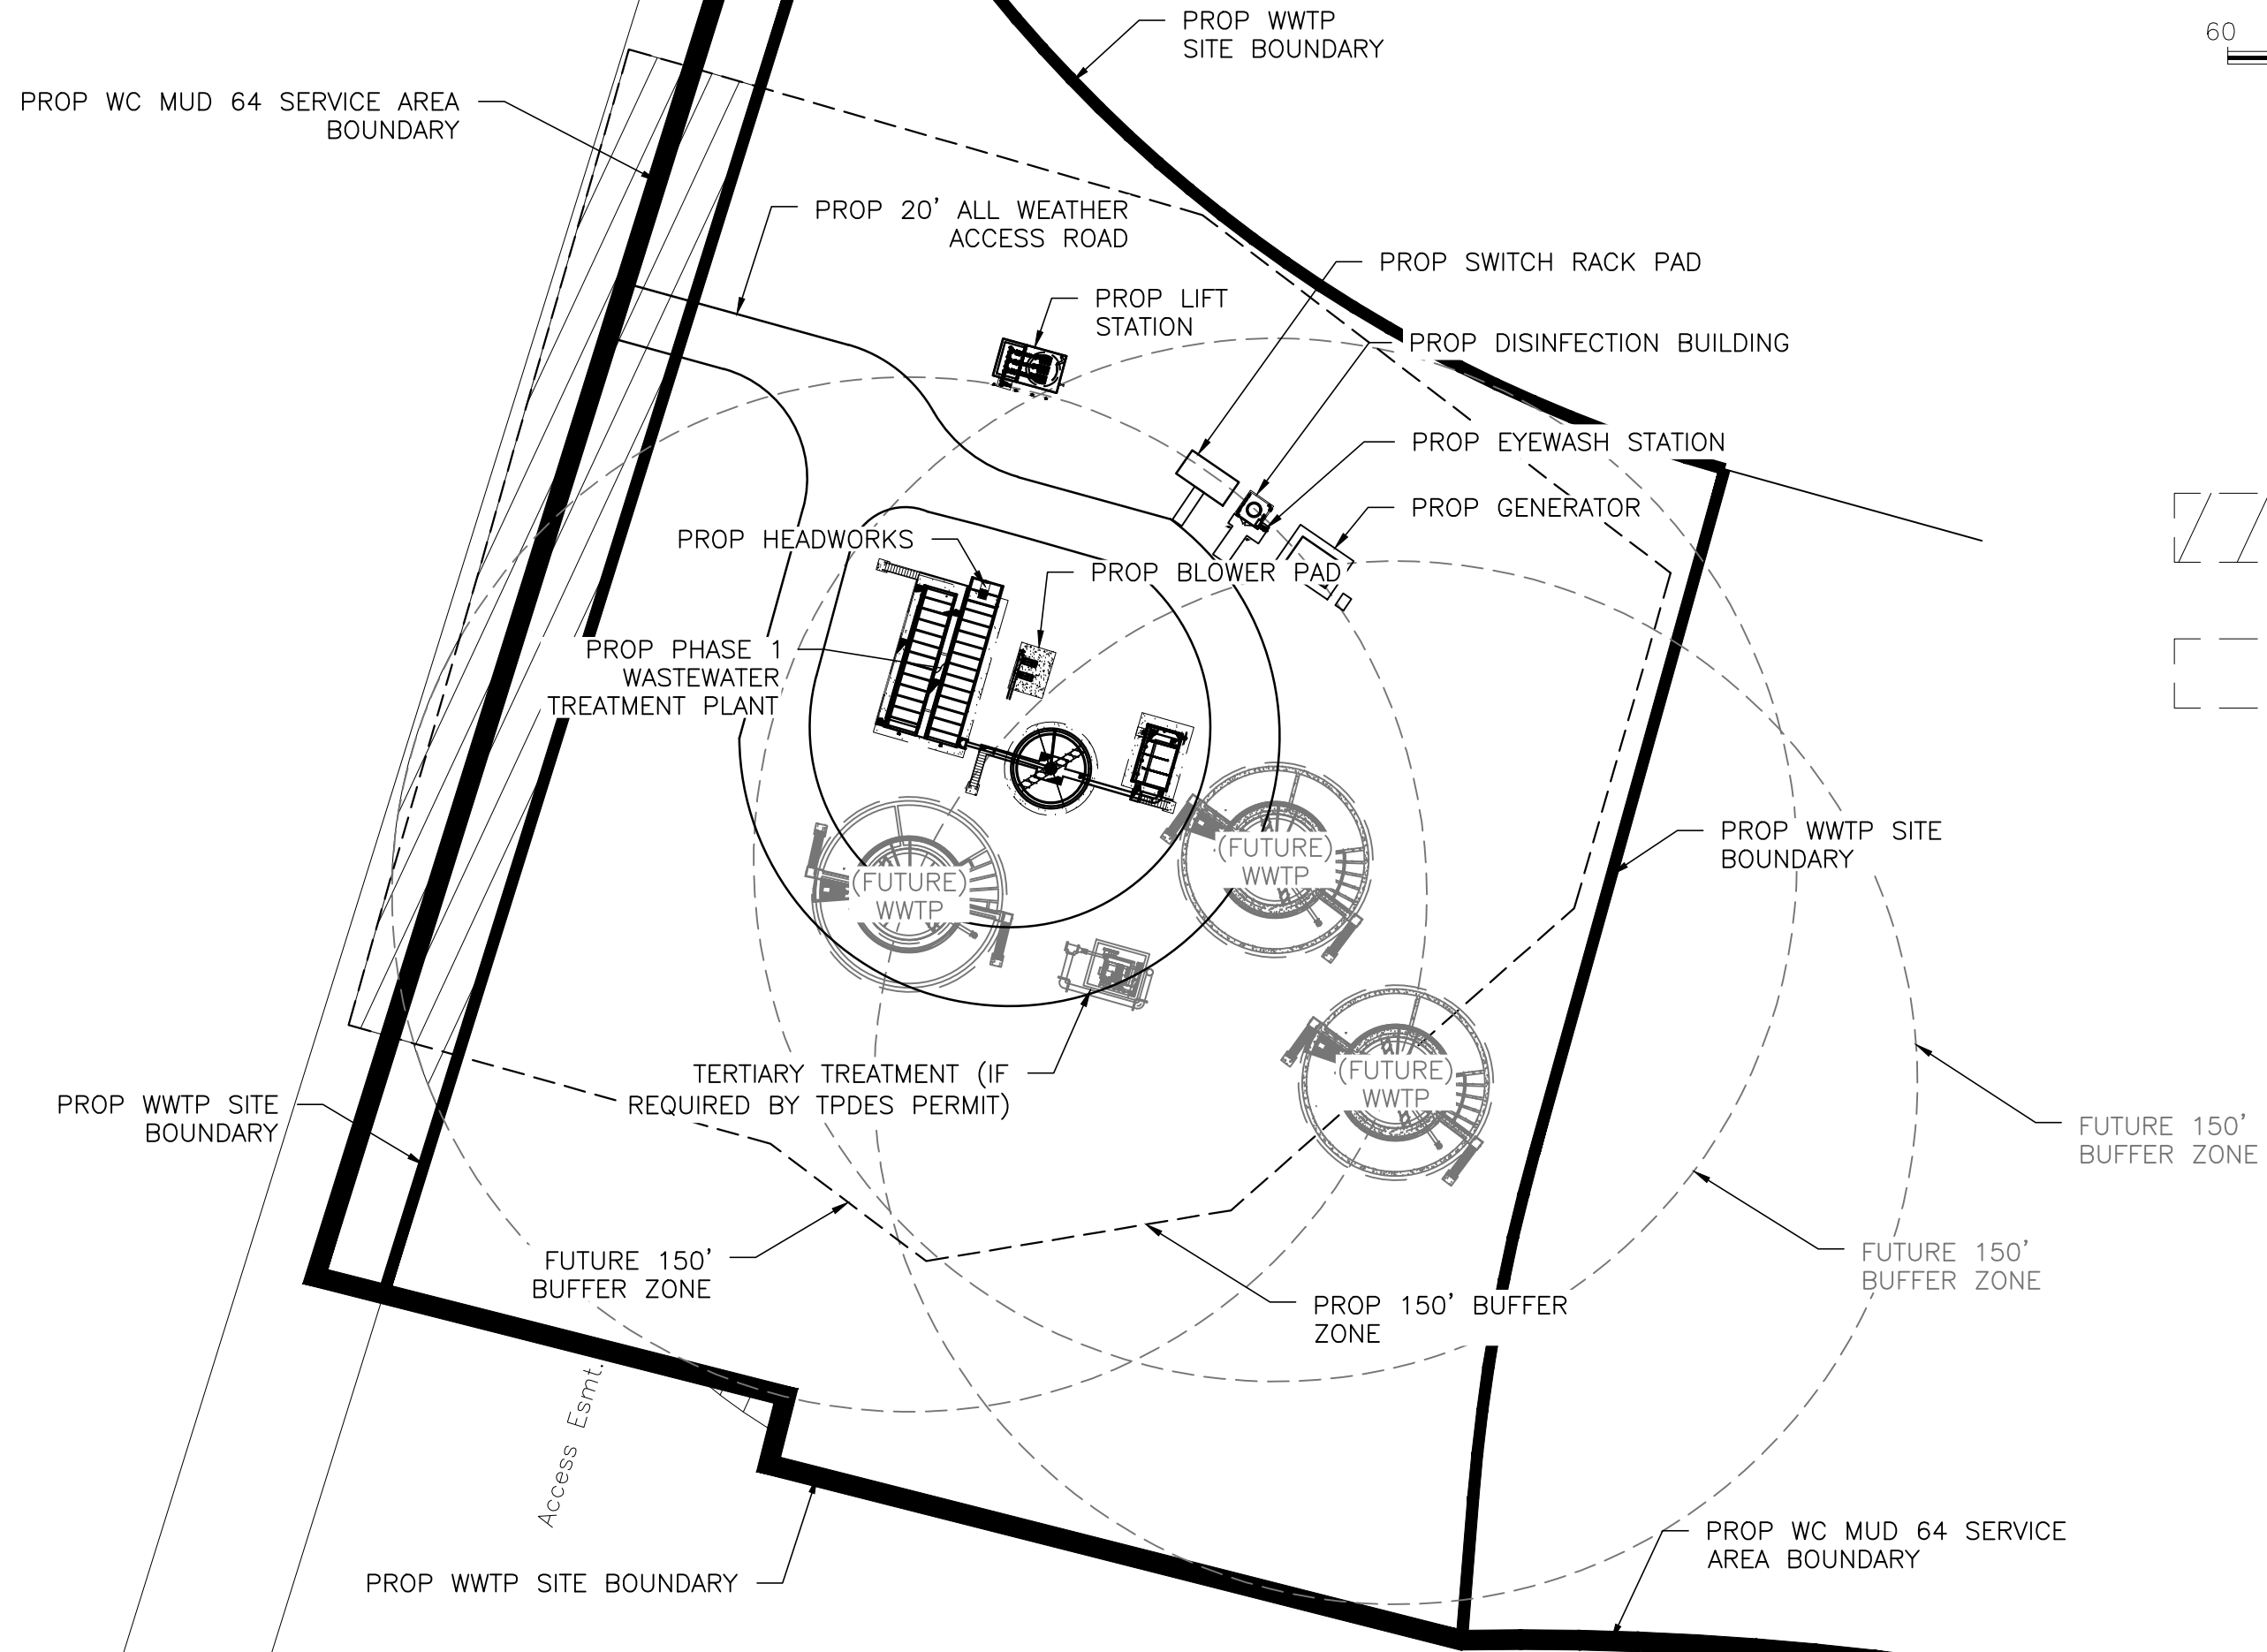 PROP WWTP
SITE BOUNDARY
60
PROP WC MUD 64 SERVICE AREA
BOUNDARY
PROP 20' ALL WEATHER
ACCESS ROAD
PROP SWITCH RACK PAD
PROP LIFT
STATION
PROP DISINFECTION BUILDING
PROP EYEWASH STATION
PROP GENERATOR
PROP HEADWORKS
PROP BLOWER PAD
PROP PHASE 1
WASTEWATER
TREATMENT PLANT
(FUTURE)
WWTP
(FUTURE)
WWTP
PROP WWTP SITE
BOUNDARY
(FUTURE)
WWTP
TERTIARY TREATMENT (IF
REQUIRED BY TPDES PERMIT)
PROP WWTP SITE
BOUNDARY
FUTURE 150'
BUFFER ZONE
FUTURE 150'
BUFFER ZONE
FUTURE 150'
BUFFER ZONE
PROP 150' BUFFER
ZONE
Access Esmt.
PROP WC MUD 64 SERVICE
AREA BOUNDARY
PROP WWTP SITE BOUNDARY